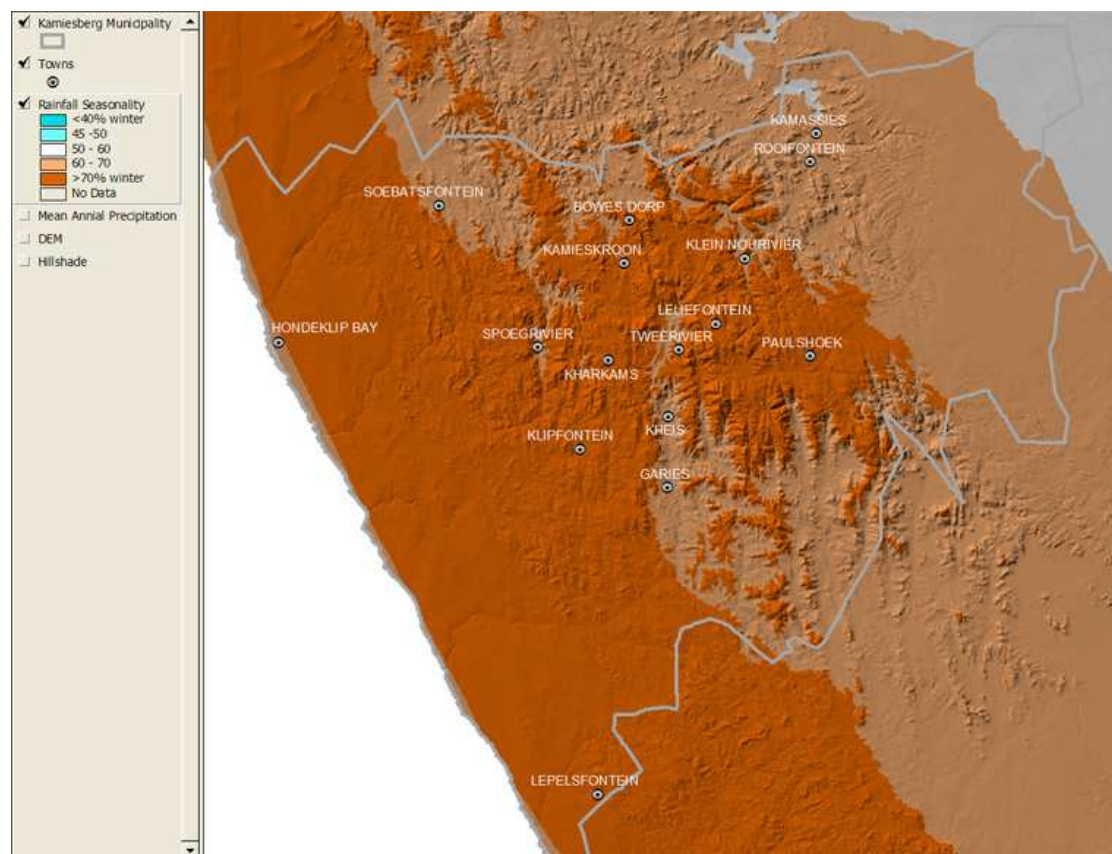 Kamiesberg Municipality
Towns
Rainfall Seasonality
<40% winter
45 -50
50 - 60
60 - 70
>70% winter
No Data
Mean Annial Precipitation
DEM
Hillshade
KAMASSIES
ROOIFONTEIN
SOEBATSFONTEIN
BOWES DORP
KAMIESKROON
KLEIN NOURIVIER
LELIEFONTEIN
HONDEKLIP BAY
SPOEGRIVIER
TWEERIVIER
PAULSHOEK
KHARKAMS
KREIS
KLIPFONTEIN
GARIES
LEPELSFONTEIN